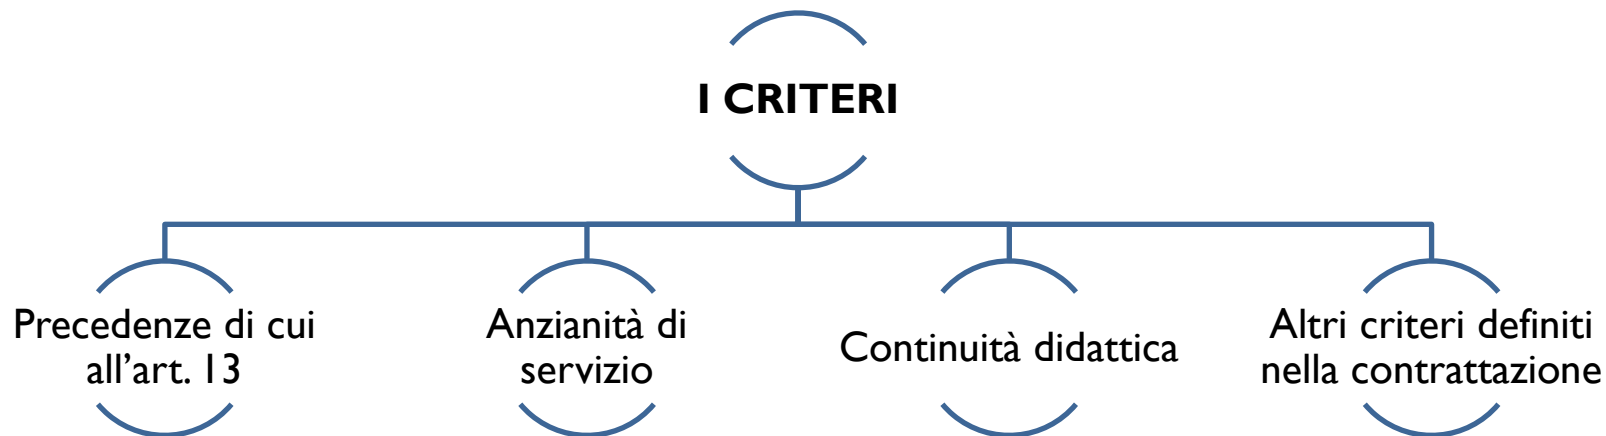 I CRITERI
Precedenze di cui
all’art. 13
Anzianità di
servizio
Continuità didattica
Altri criteri definiti
nella contrattazione